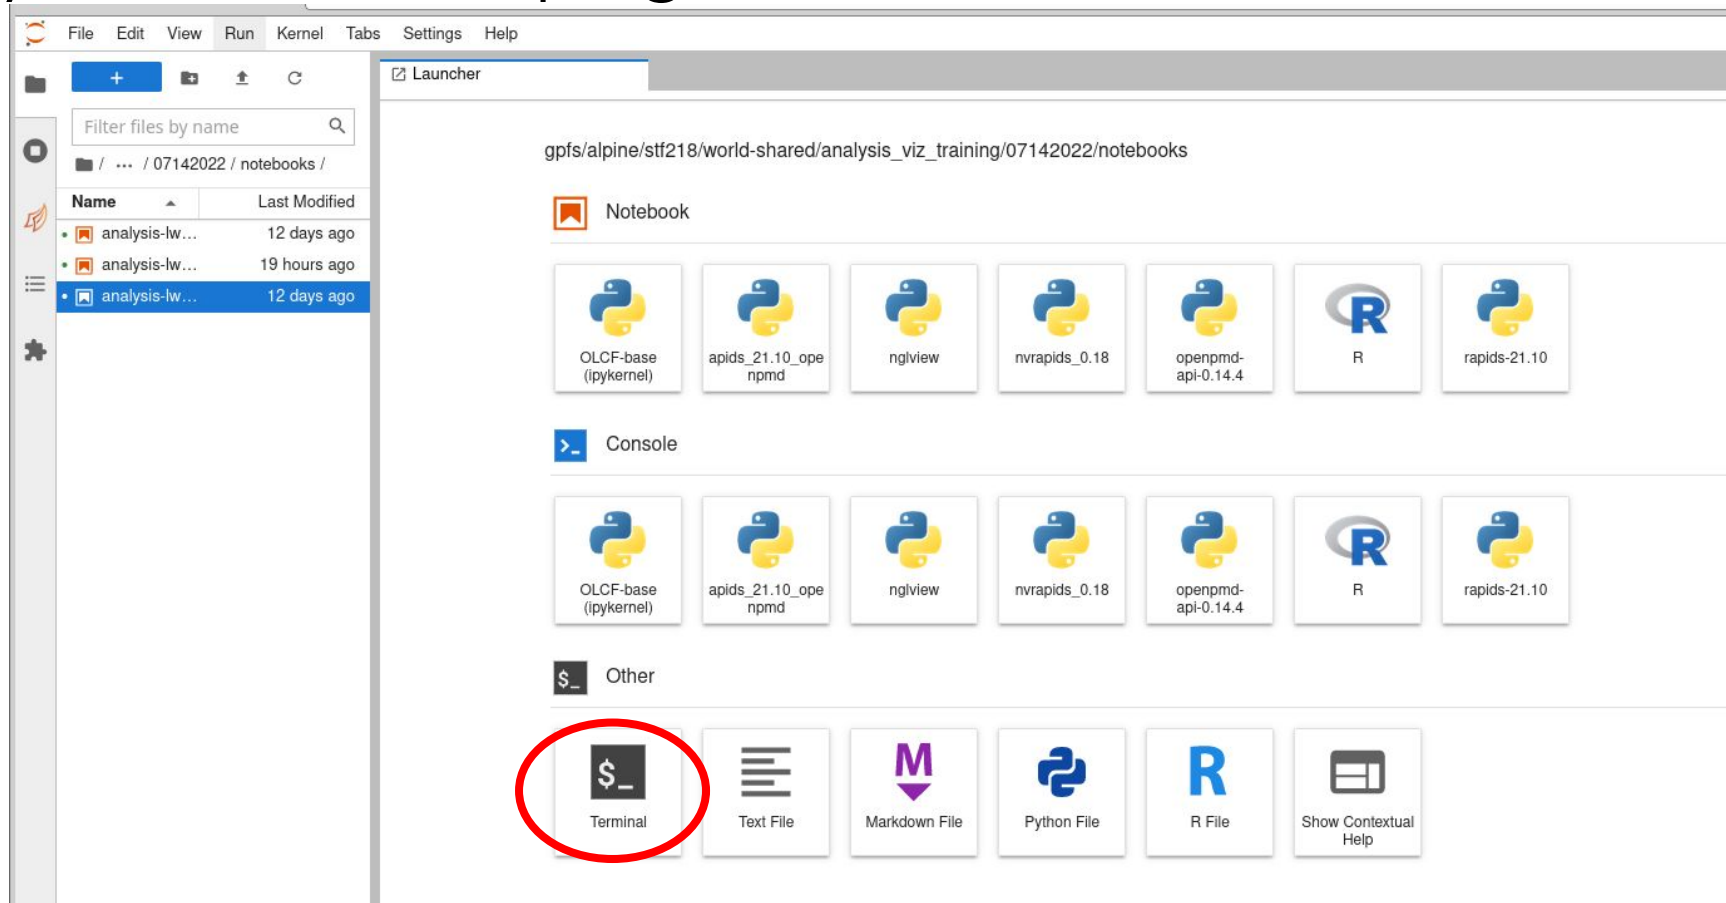 File Edit View Run Kernel Tabs Settings Help
+
Launcher
Filter files by name
/ ··· / 07142022 / notebooks /
Name Last Modified
analysis-lw... 12 days ago
analysis-lw... 19 hours ago
analysis-lw... 12 days ago
gpfs/alpine/stf218/world-shared/analysis_viz_training/07142022/notebooks
Notebook
OLCF-base
(ipykernel)
apids_21.10_ope
npmd
nglview
nvrapids_0.18
openpmd-
api-0.14.4
R
R
rapids-21.10
>_ Console
OLCF-base
(ipykernel)
apids_21.10_ope
npmd
nglview
nvrapids_0.18
openpmd-
api-0.14.4
R
R
rapids-21.10
$_ Other
$_
Terminal
Text File
M
Markdown File
Python File
R
R File
Show Contextual
Help